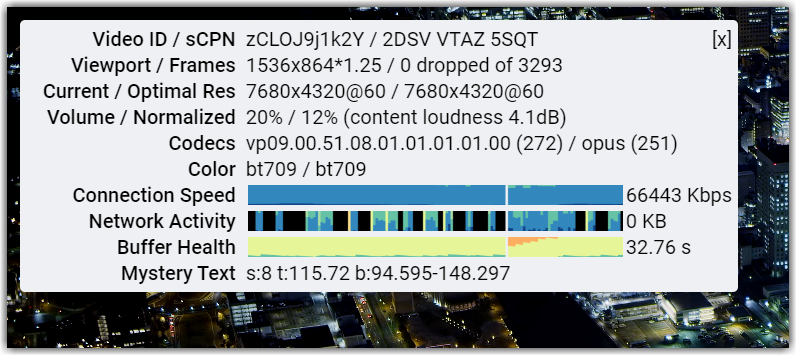 Video ID / sCPN zCLOJ9j1k2Y / 2DSV VTAZ 5SQT [x]
Viewport / Frames 1536x864*1.25 / 0 dropped of 3293
Current / Optimal Res 7680x4320@60 / 7680x4320@60
Volume / Normalized 20% / 12% (content loudness 4.1dB)
Codecs vp09.00.51.08.01.01.01.01.00 (272) / opus (251)
Color bt709 / bt709
Connection Speed 66443 Kbps
Network Activity 0 KB
Buffer Health 32.76 s
Mystery Text s:8 t:115.72 b:94.595-148.297